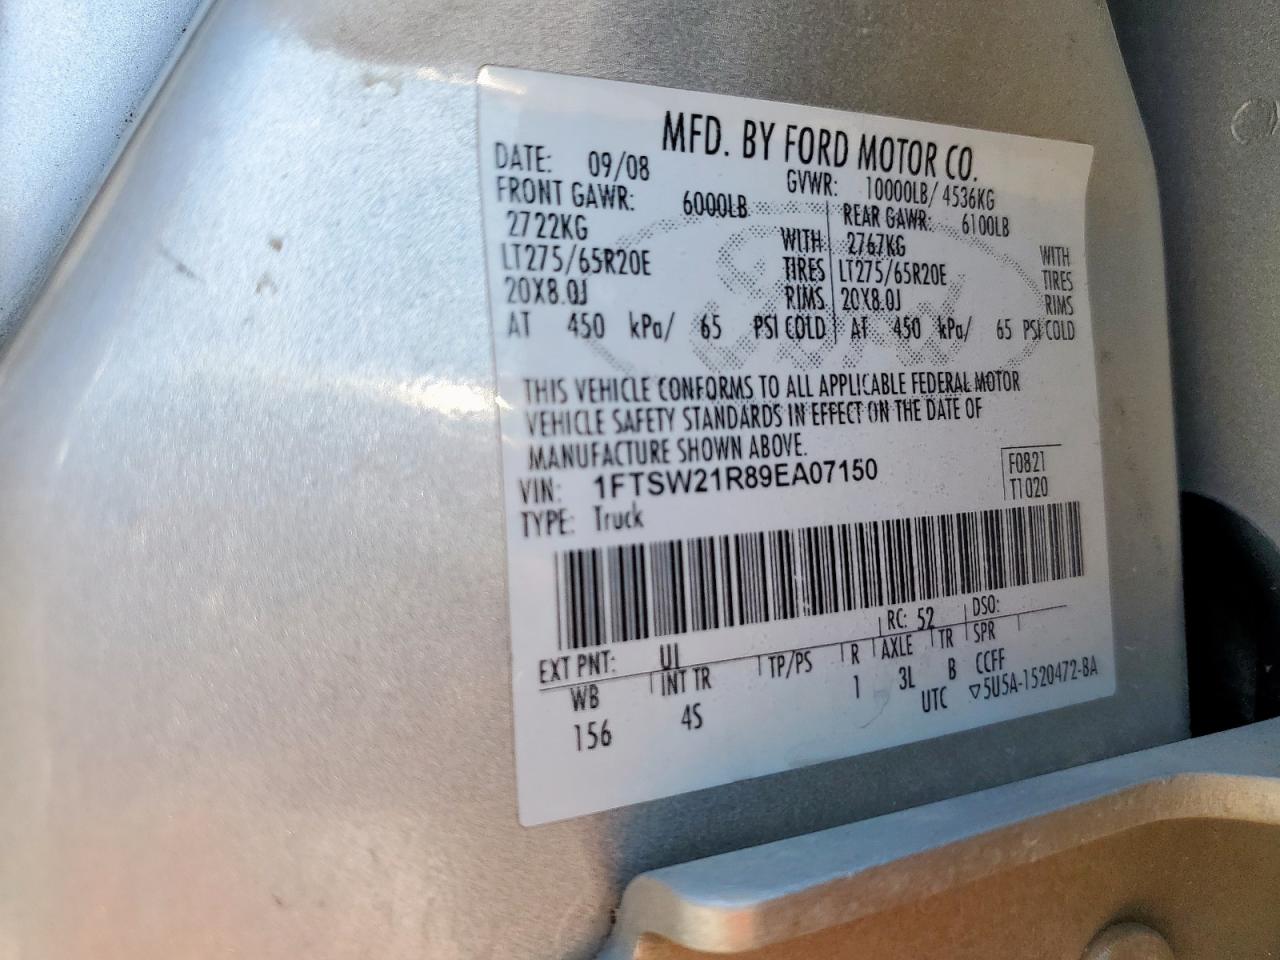 MFD. BY FORD MOTOR CO.
DATE: 09/08 GVWR: 10000LB/ 4536KG
FRONT GAWR: 6000LB REAR GAWR: 6100LB
2722KG WITH 2767KG WITH
LT275/65R20E TIRES LT275/65R20E TIRES
20X8.0J RIMS 20X8.0J RIMS
AT 450 kPa/ 65 PSI COLD AT 450 kPa/ 65 PSI COLD
THIS VEHICLE CONFORMS TO ALL APPLICABLE FEDERAL MOTOR
VEHICLE SAFETY STANDARDS IN EFFECT ON THE DATE OF
MANUFACTURE SHOWN ABOVE.
VIN: 1FTSW21R89EA07150 F0821
TYPE: Truck T1020
EXT PNT: UI RC: 52 DSO:
WB INT TR TP/PS R AXLE TR SPR
156 4S 1 3L B CCFF
UTC ▽5U5A-1520472-BA